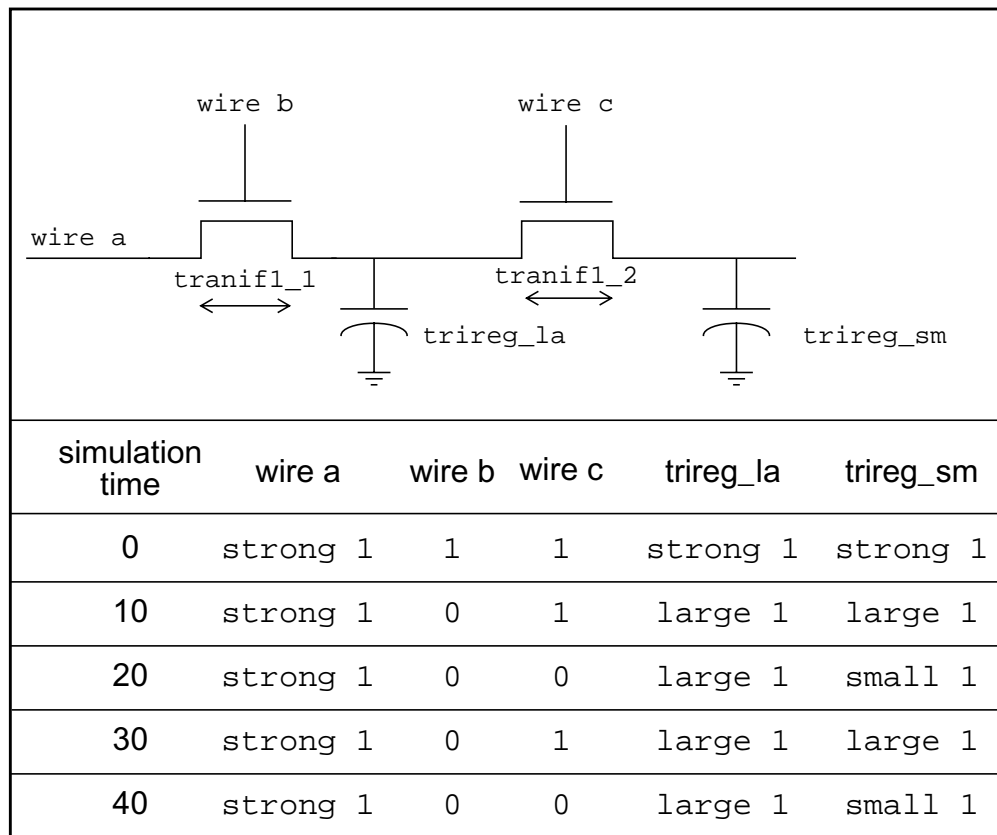 wire b wire c
wire a
tranif1_1 tranif1_2
trireg_la trireg_sm
simulation time wire a wire b wire c trireg_la trireg_sm
0 strong 1 1 1 strong 1 strong 1
10 strong 1 0 1 large 1 large 1
20 strong 1 0 0 large 1 small 1
30 strong 1 0 1 large 1 large 1
40 strong 1 0 0 large 1 small 1